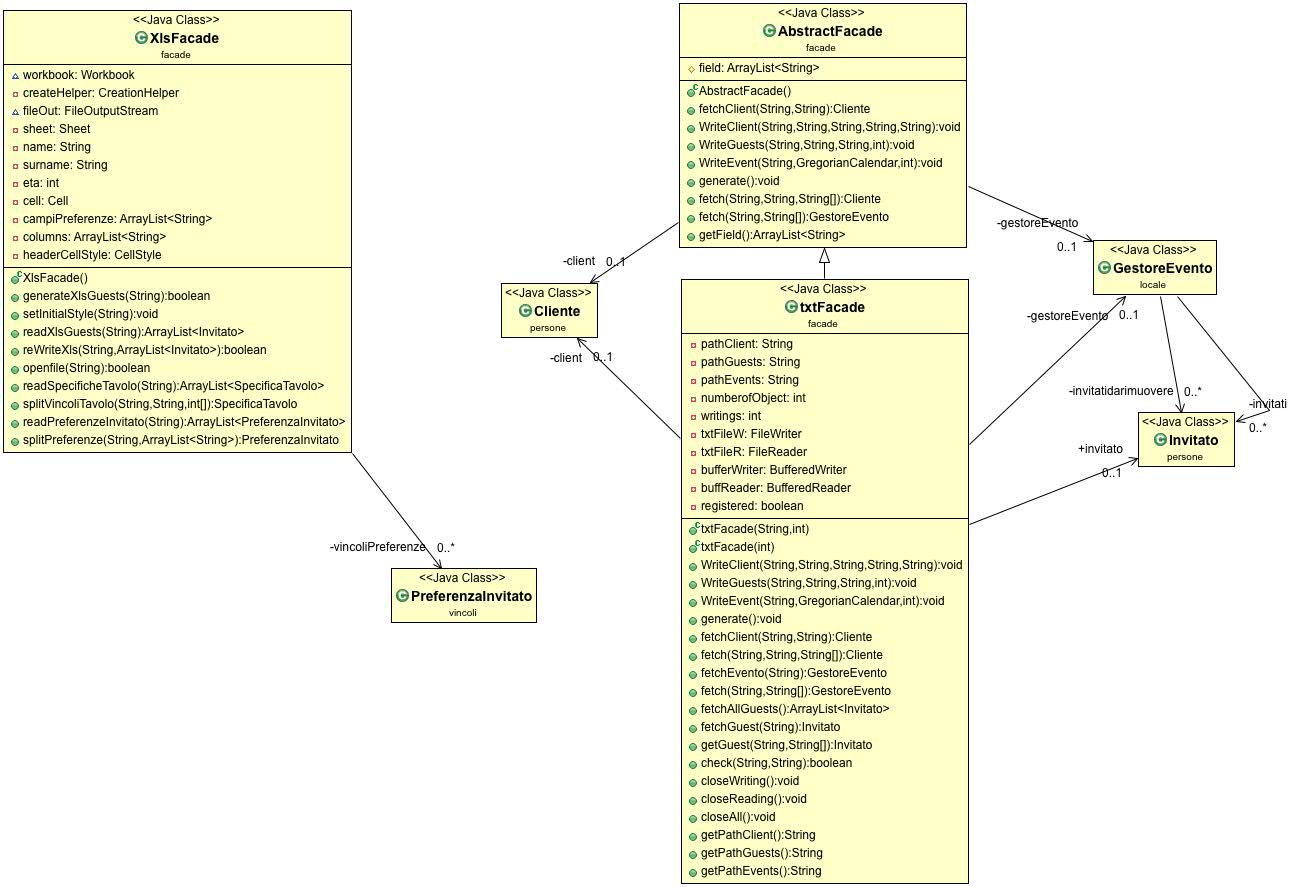 <<Java Class>>
XlsFacade
facade
workbook: Workbook
createHelper: CreationHelper
fileOut: FileOutputStream
sheet: Sheet
name: String
surname: String
eta: int
cell: Cell
campiPreferenze: ArrayList<String>
columns: ArrayList<String>
headerCellStyle: CellStyle
XlsFacade()
generateXlsGuests(String):boolean
setInitialStyle(String):void
readXlsGuests(String):ArrayList<Invitato>
reWriteXls(String,ArrayList<Invitato>):boolean
openfile(String):boolean
readSpecificheTavolo(String):ArrayList<SpecificaTavolo>
splitVincoliTavolo(String,String,int[]):SpecificaTavolo
readPreferenzeInvitato(String):ArrayList<PreferenzaInvitato>
splitPreferenze(String,ArrayList<String>):PreferenzaInvitato
-vincoliPreferenze 0..*
<<Java Class>>
PreferenzaInvitato
vincoli
<<Java Class>>
AbstractFacade
facade
field: ArrayList<String>
AbstractFacade()
fetchClient(String,String):Cliente
WriteClient(String,String,String,String,String):void
WriteGuests(String,String,String,int):void
WriteEvent(String,GregorianCalendar,int):void
generate():void
fetch(String,String,String[]):Cliente
fetch(String,String[]):GestoreEvento
getField():ArrayList<String>
-client 0..1
<<Java Class>>
Cliente
persone
-client 0..1
<<Java Class>>
txtFacade
facade
pathClient: String
pathGuests: String
pathEvents: String
numberofObject: int
writings: int
txtFileW: FileWriter
txtFileR: FileReader
bufferWriter: BufferedWriter
buffReader: BufferedReader
registered: boolean
txtFacade(String,int)
txtFacade(int)
WriteClient(String,String,String,String,String):void
WriteGuests(String,String,String,int):void
WriteEvent(String,GregorianCalendar,int):void
generate():void
fetchClient(String,String):Cliente
fetch(String,String,String[]):Cliente
fetchEvento(String):GestoreEvento
fetch(String,String[]):GestoreEvento
fetchAllGuests():ArrayList<Invitato>
fetchGuest(String):Invitato
getGuest(String,String[]):Invitato
check(String,String):boolean
closeWriting():void
closeReading():void
closeAll():void
getPathClient():String
getPathGuests():String
getPathEvents():String
-gestoreEvento
0..1
<<Java Class>>
GestoreEvento
locale
-gestoreEvento 0..1
-invitatidarimuovere 0..*
-invitati
0..*
<<Java Class>>
Invitato
persone
+invitato
0..1